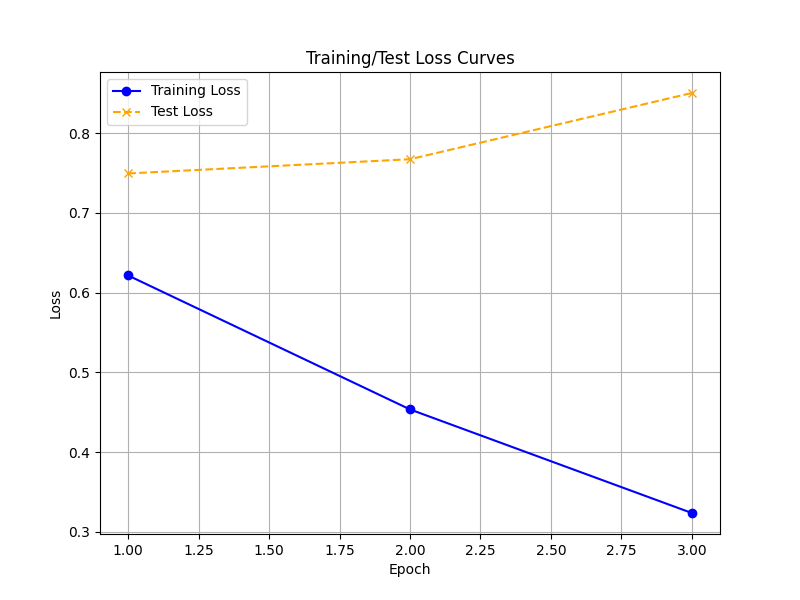 Training/Test Loss Curves
Training Loss
Test Loss
0.8
0.7
0.6
0.5
0.4
0.3
Loss
1.00 1.25 1.50 1.75 2.00 2.25 2.50 2.75 3.00
Epoch